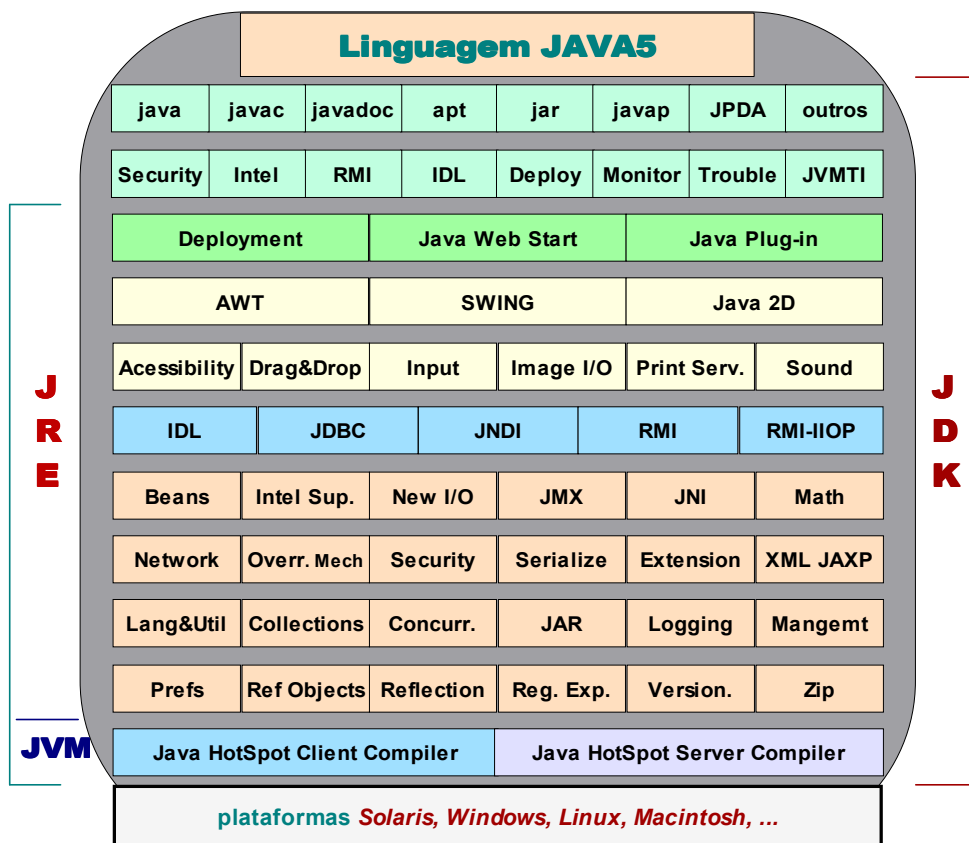 Linguagem JAVA5
java javac javadoc apt jar javap JPDA outros
Security Intel RMI IDL Deploy Monitor Trouble JVMTI
Deployment Java Web Start Java Plug-in
AWT SWING Java 2D
Acessibility Drag&Drop Input Image I/O Print Serv. Sound
IDL JDBC JNDI RMI RMI-IIOP
Beans Intel Sup. New I/O JMX JNI Math
Network Overr. Mech Security Serialize Extension XML JAXP
Lang&Util Collections Concurr. JAR Logging Mangemt
Prefs Ref Objects Reflection Reg. Exp. Version. Zip
Java HotSpot Client Compiler Java HotSpot Server Compiler
plataformas Solaris, Windows, Linux, Macintosh, ...
J
R
E
JVM
J
D
K